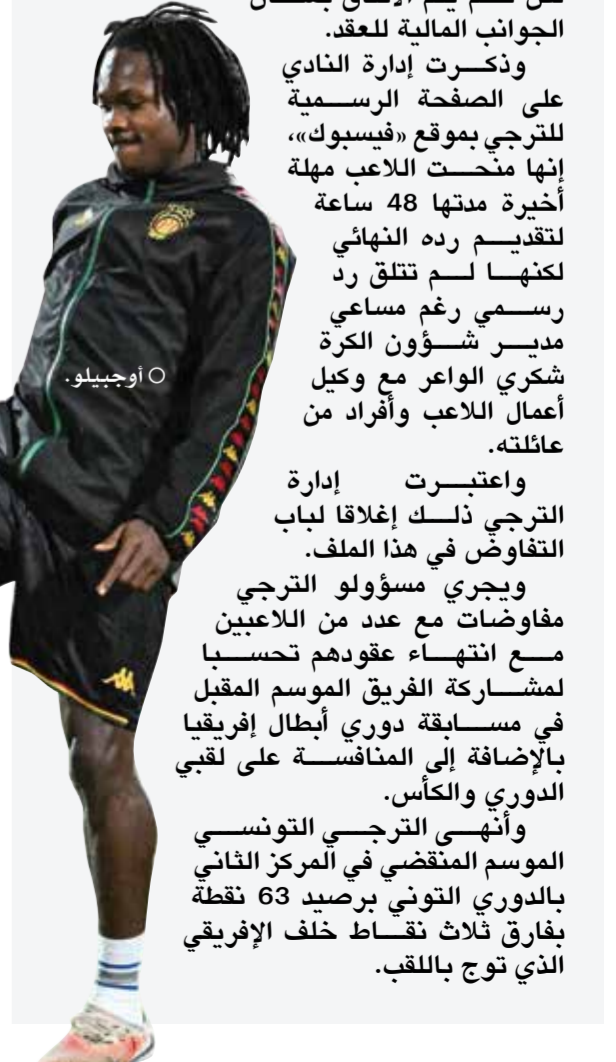 الجوانب المالية للعقد.
وذكرت إدارة النادي
على الصفحة الرسمية
للترجي بموقع «فيسبوك»،
إنها منحت اللاعب مهلة
أخيرة مدتها 48 ساعة
لتقديم رده النهائي
لكنها لم تتلق رد
رسمي رغم مساعي
مدير شؤون الكرة
شكري الواعر مع وكيل
أعمال اللاعب وأفراد من
عائلته.
واعتبرت إدارة
الترجي ذلك إغلاقا لباب
التفاوض في هذا الملف.
ويجري مسؤولو الترجي
مفاوضات مع عدد من اللاعبين
مع انتهاء عقودهم تحسبا
لمشاركة الفريق الموسم المقبل
في مسابقة دوري أبطال إفريقيا
بالإضافة إلى المنافسة على لقبي
الدوري والكأس.
وأنهى الترجي التونسي
الموسم المنقضي في المركز الثاني
بالدوري التوني برصيد 63 نقطة
بفارق ثلاث نقاط خلف الإفريقي
الذي توج باللقب.
○ أوجبيلو.